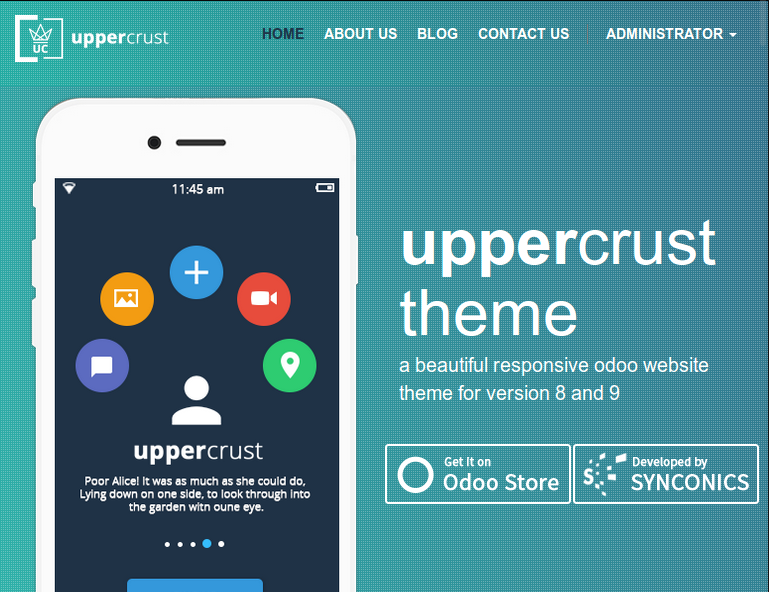 UC
uppercrust
HOME ABOUT US BLOG CONTACT US ADMINISTRATOR
11:45 am
uppercrust
Poor Alice! It was as much as she could do,
Lying down on one side, to look through into
the garden witn oune eye.
uppercrust
theme
a beautiful responsive odoo website
theme for version 8 and 9
Get It on
Odoo Store
Developed by
SYNCONICS